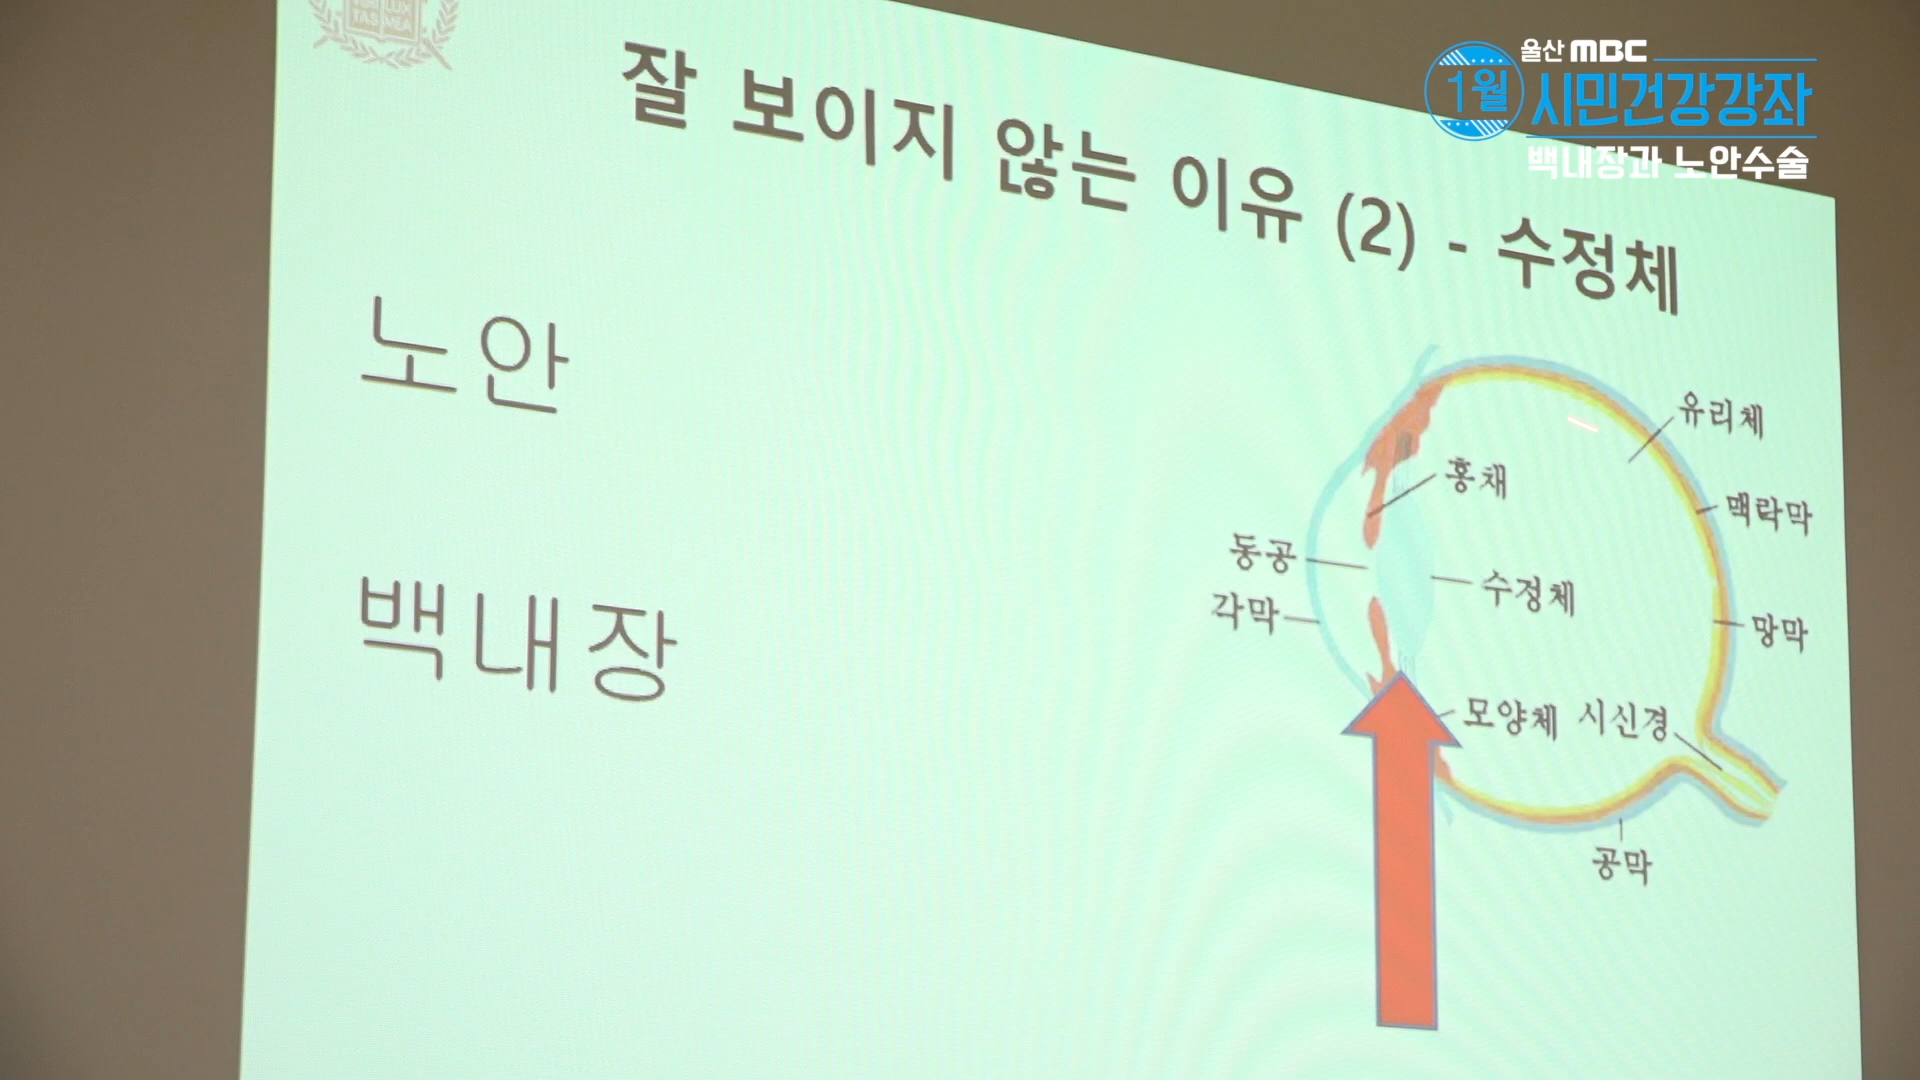 LUX
TAS MEA
울산 MBC
1월 시민건강강좌
백내장과 노안수술
잘 보이지 않는 이유 (2) - 수정체
노안
백내장
유리체
홍채
맥락막
동공
수정체
각막
망막
모양체
시신경
공막